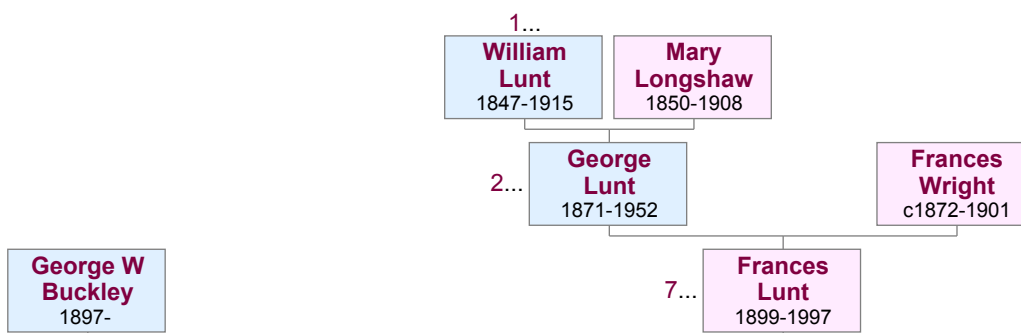 1...
William
Lunt
1847-1915
Mary
Longshaw
1850-1908
2...
George
Lunt
1871-1952
Frances
Wright
c1872-1901
George W
Buckley
1897-
7...
Frances
Lunt
1899-1997